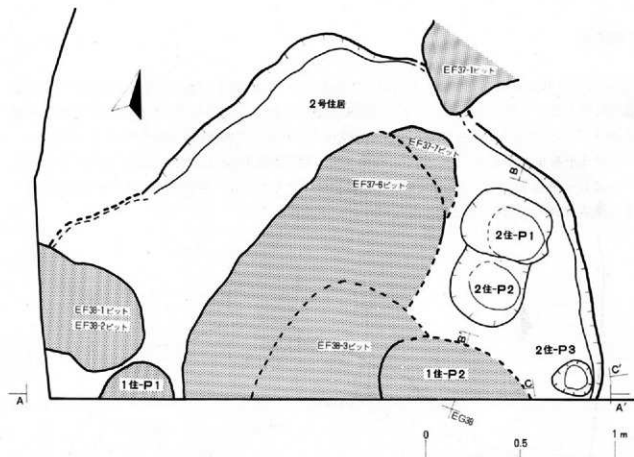 EF37-1ピット
2号住居
EF37-7ピット
EF37-6ピット
B
2住-P1
2住-P2
EF38-1ピット
EF38-2ピット
EF38-3ピット
B'
2住-P3
1住-P1
1住-P2
C
C'
A
A'
EG38
0
0.5
1m